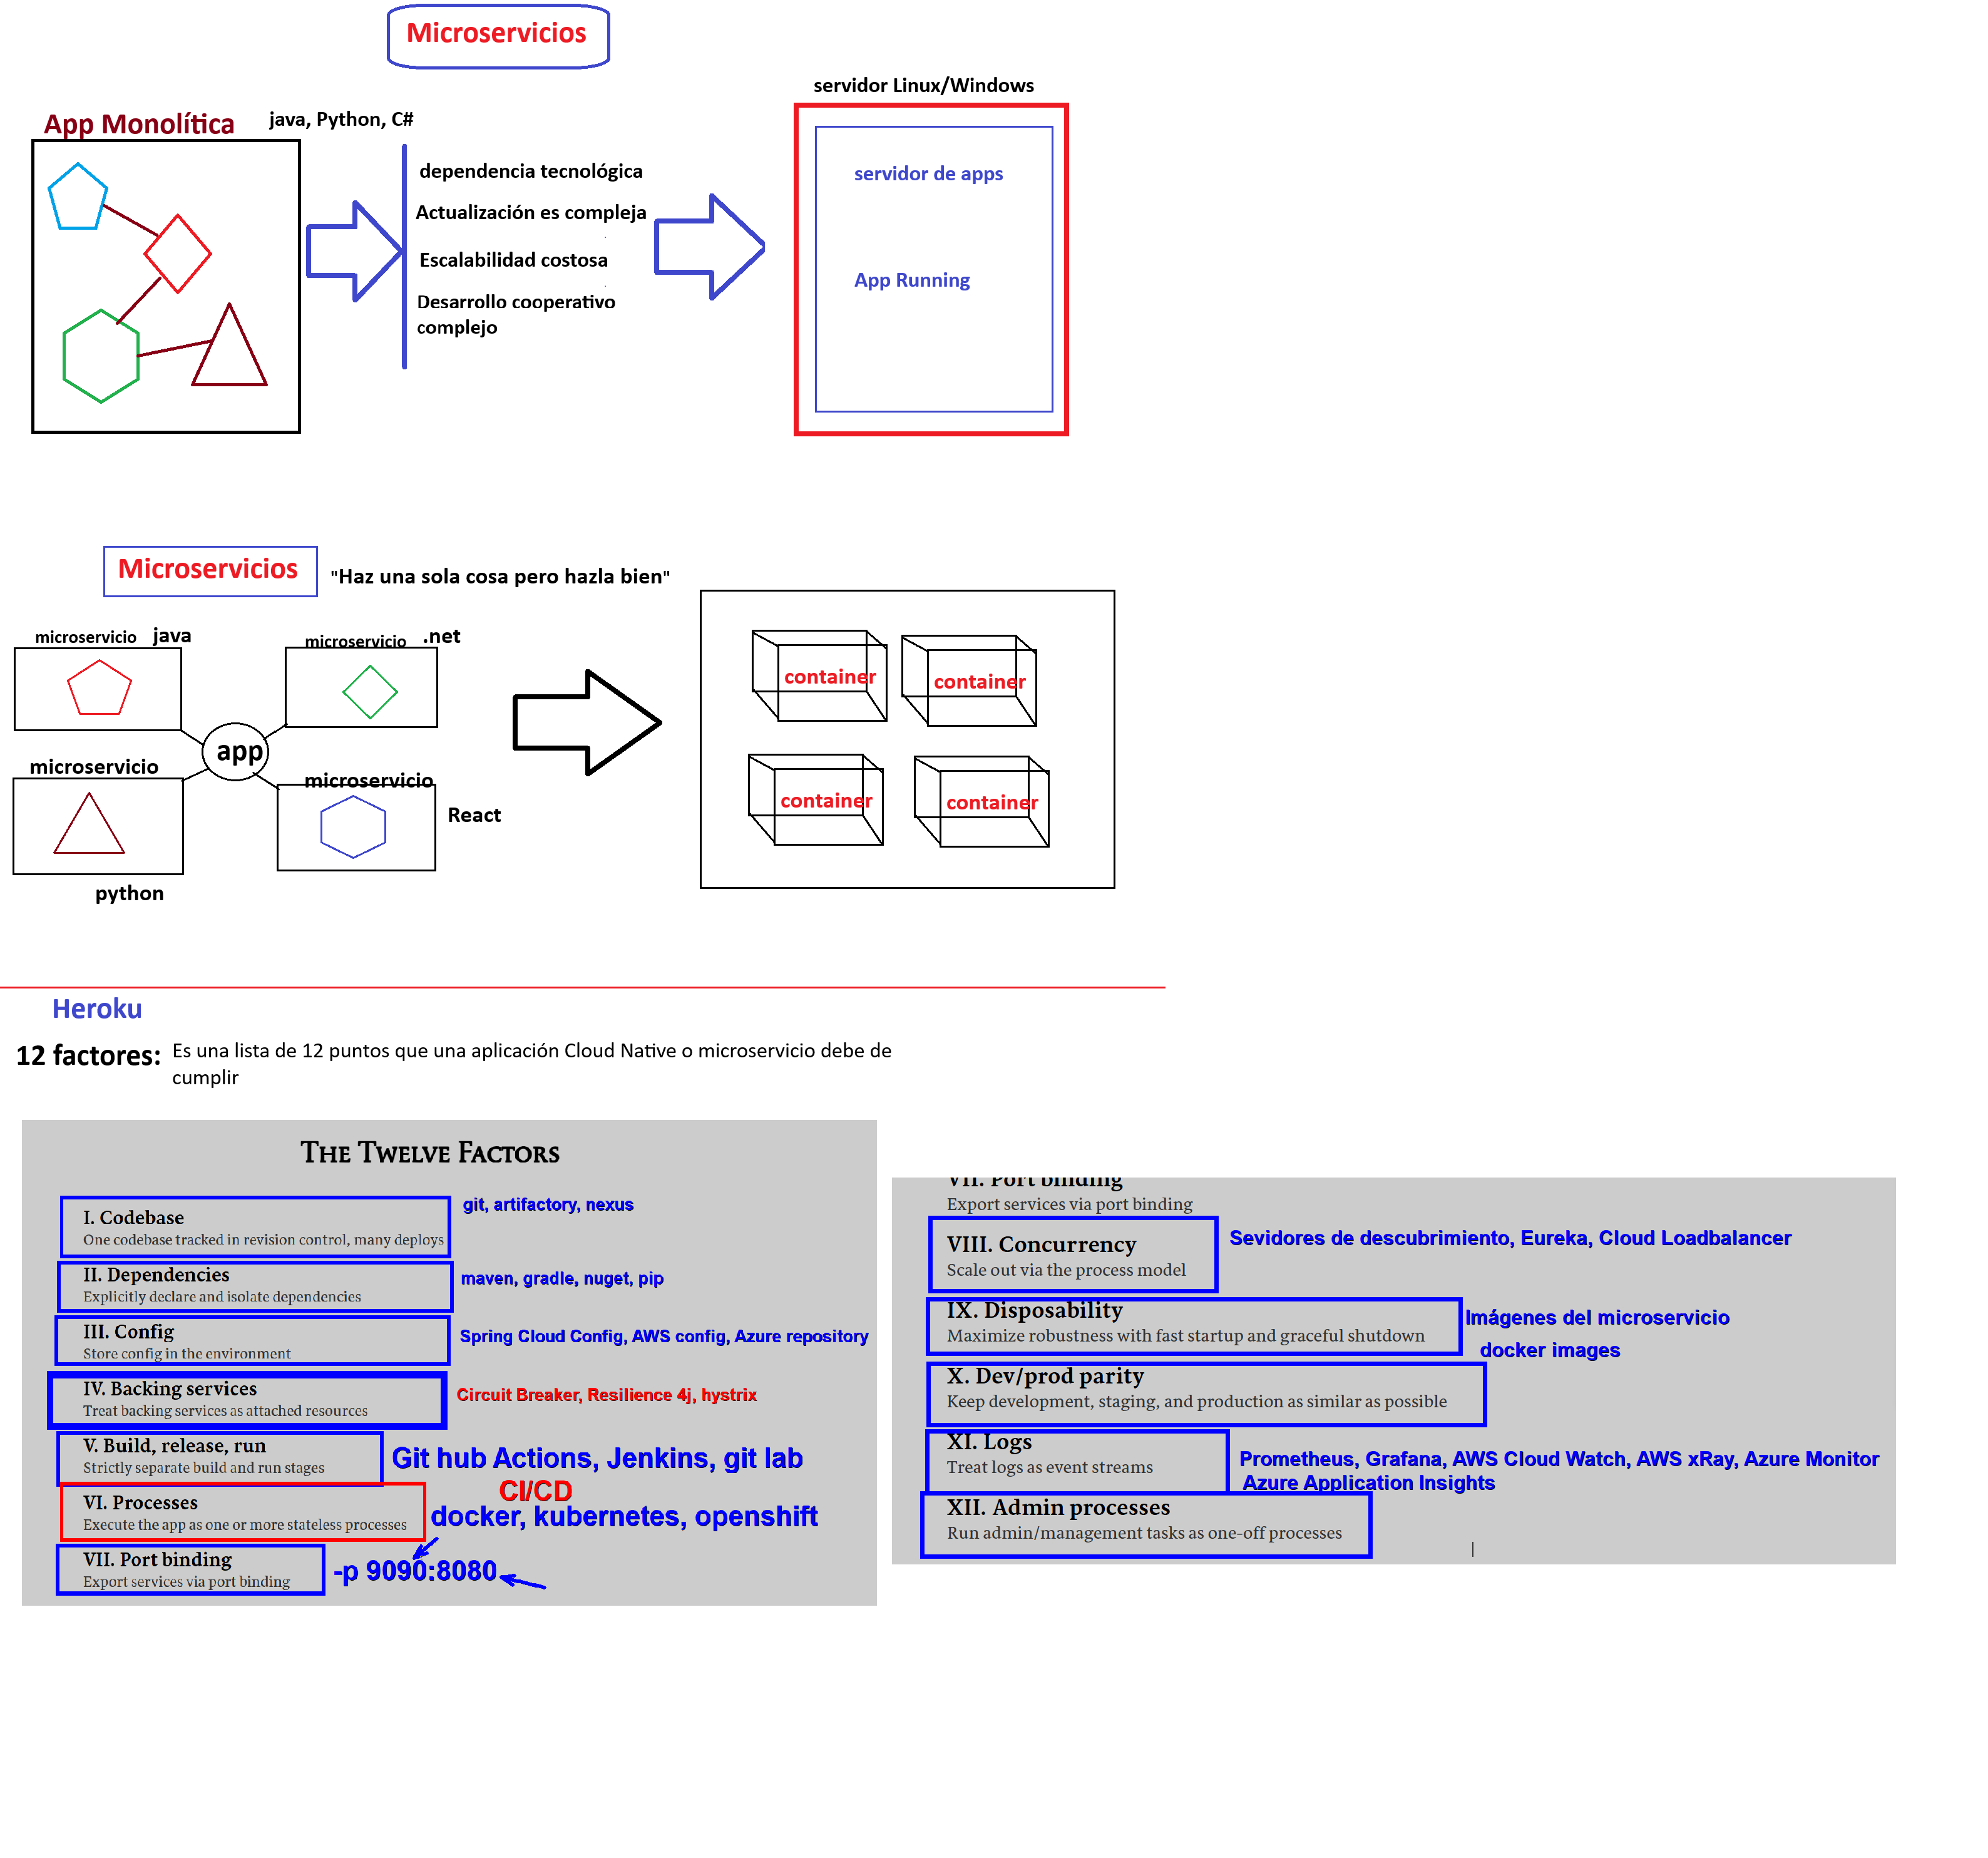 Microservicios
servidor Linux/Windows
App Monolítica
java, Python, C#
dependencia tecnológica
Actualización es compleja
Escalabilidad costosa
Desarrollo cooperativo
complejo
servidor de apps
App Running
Microservicios
"Haz una sola cosa pero hazla bien"
microservicio java
microservicio .net
app
microservicio
python
microservicio
React
container
container
container
container
Heroku
12 factores: Es una lista de 12 puntos que una aplicación Cloud Native o microservicio debe de
cumplir
THE TWELVE FACTORS
I. Codebase
One codebase tracked in revision control, many deploys
git, artifactory, nexus
II. Dependencies
Explicitly declare and isolate dependencies
maven, gradle, nuget, pip
III. Config
Store config in the environment
Spring Cloud Config, AWS config, Azure repository
IV. Backing services
Treat backing services as attached resources
Circuit Breaker, Resilience 4j, hystrix
V. Build, release, run
Strictly separate build and run stages
Git hub Actions, Jenkins, git lab
CI/CD
VI. Processes
Execute the app as one or more stateless processes
docker, kubernetes, openshift
VII. Port binding
Export services via port binding
-p 9090:8080
VII. Port binding
Export services via port binding
VIII. Concurrency
Scale out via the process model
Sevidores de descubrimiento, Eureka, Cloud Loadbalancer
IX. Disposability
Maximize robustness with fast startup and graceful shutdown
Imágenes del microservicio
docker images
X. Dev/prod parity
Keep development, staging, and production as similar as possible
XI. Logs
Treat logs as event streams
Prometheus, Grafana, AWS Cloud Watch, AWS xRay, Azure Monitor
Azure Application Insights
XII. Admin processes
Run admin/management tasks as one-off processes